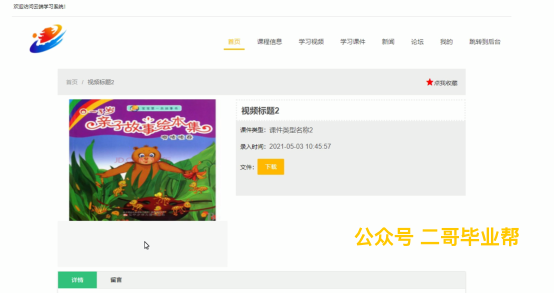 欢迎访问云端学习系统!
首页 课程信息 学习视频 学习课件 新闻 论坛 我的 跳转到后台
首页 / 视频标题2
点我收藏
亲子故事绘本集
视频标题2
课件类型：课件类型名称2
录入时间：2021-05-03 10:45:57
文件：下载
公众号 二哥毕业帮
详情 留言